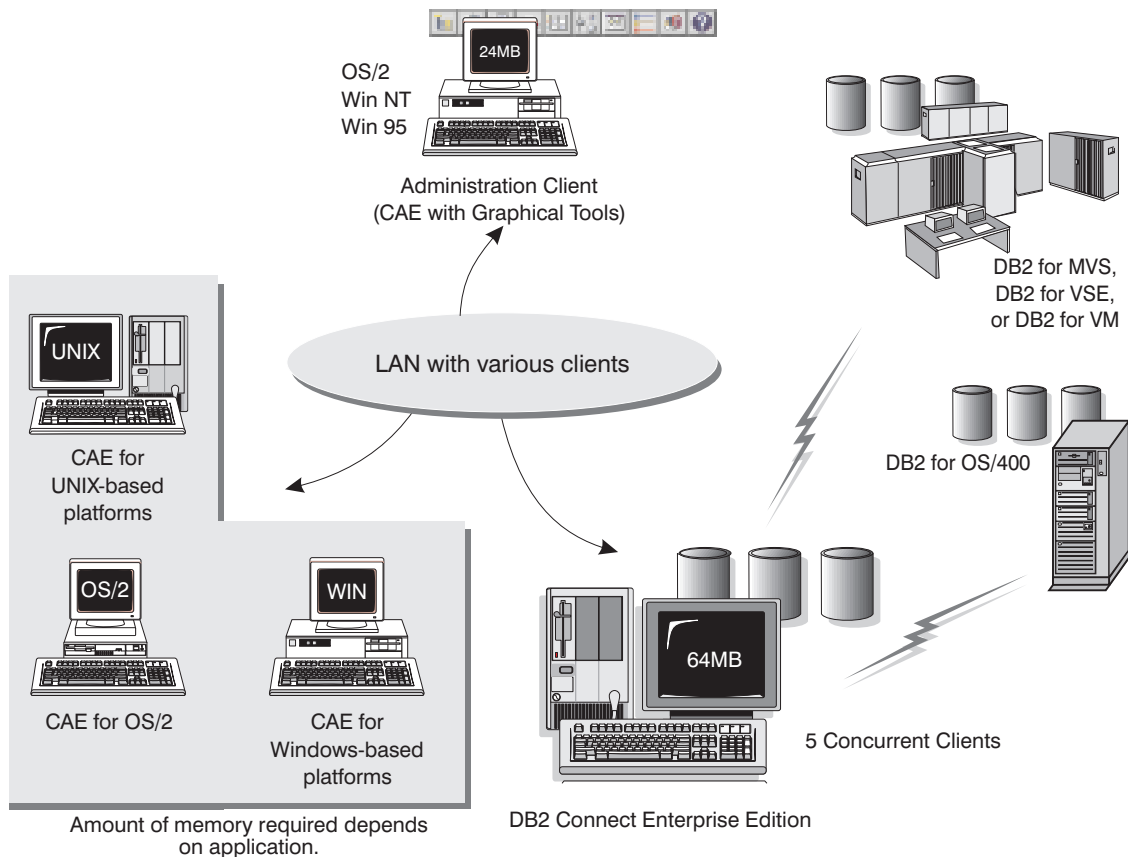 24MB
OS/2
Win NT
Win 95
Administration Client
(CAE with Graphical Tools)
DB2 for MVS,
DB2 for VSE,
or DB2 for VM
UNIX
LAN with various clients
CAE for
UNIX-based
platforms
DB2 for OS/400
OS/2
WIN
64MB
CAE for OS/2
CAE for
Windows-based
platforms
5 Concurrent Clients
DB2 Connect Enterprise Edition
Amount of memory required depends
on application.